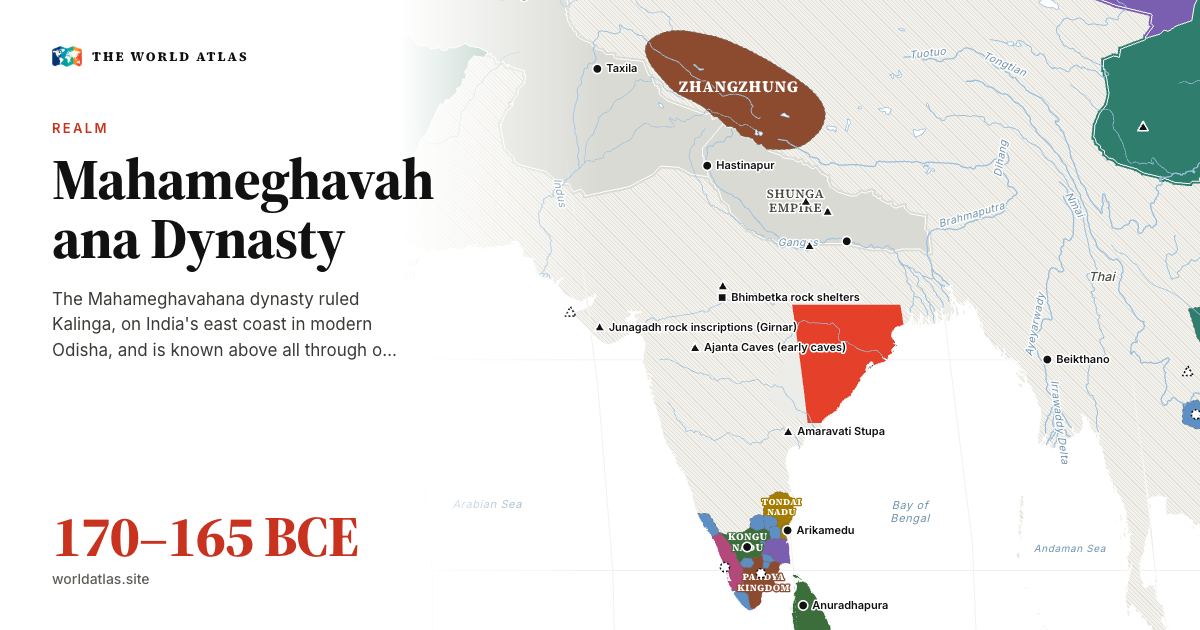 THE WORLD ATLAS
REALM
Mahameghavah
ana Dynasty
The Mahameghavahana dynasty ruled
Kalinga, on India's east coast in modern
Odisha, and is known above all through o...
170–165 BCE
worldatlas.site
Taxila
ZHANGZHUNG
Tuotuo
Tongtian
Hastinapur
Dihang
Indus
SHUNGA
EMPIRE
Nmai
Brahmaputra
Ganges
Thai
Bhimbetka rock shelters
Junagadh rock inscriptions (Girnar)
Ajanta Caves (early caves)
Ayeyarwady
Beikthano
Irrawaddy Delta
Amaravati Stupa
Arabian Sea
Bay of
Bengal
TONDAI
NADU
Arikamedu
KONGU
NADU
Andaman Sea
PANDYA
KINGDOM
Anuradhapura